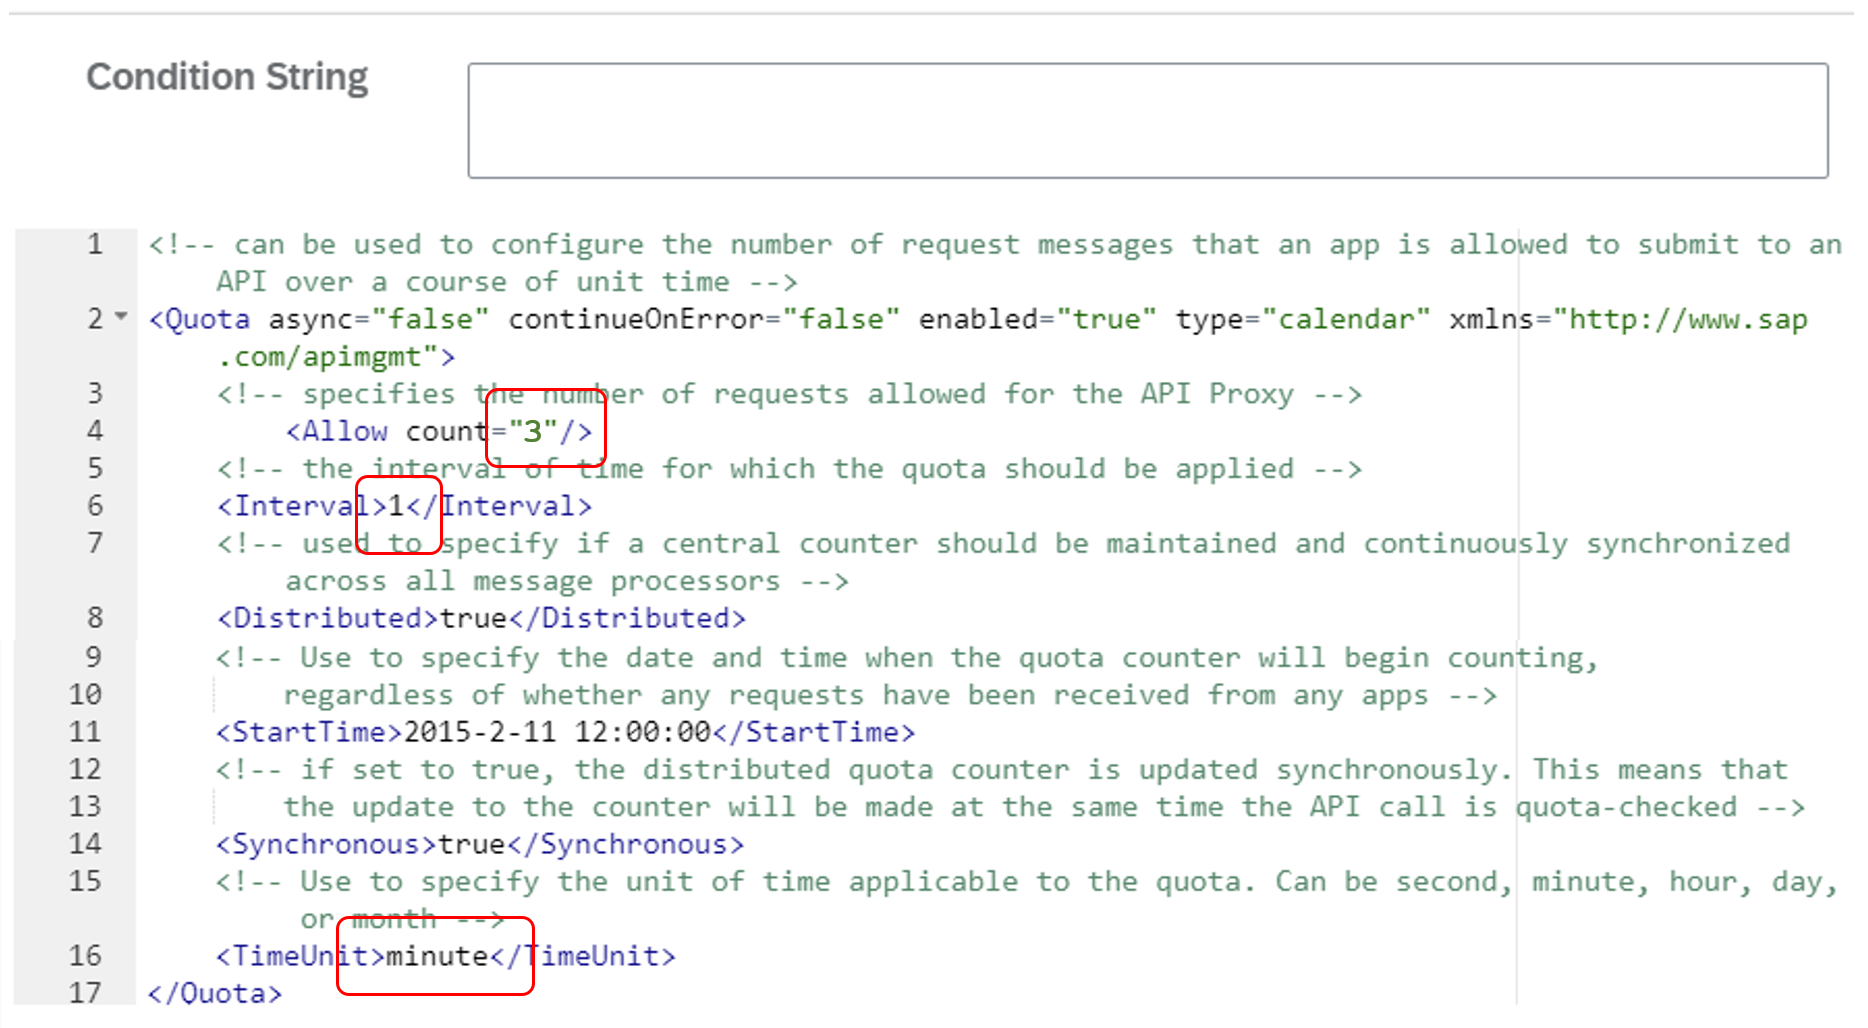 Condition String
1 <!-- can be used to configure the number of request messages that an app is allowed to submit to an
API over a course of unit time -->
2 <Quota async="false" continueOnError="false" enabled="true" type="calendar" xmlns="http://www.sap
.com/apimgmt">
3 <!-- specifies the number of requests allowed for the API Proxy -->
4 <Allow count="3"/>
5 <!-- the interval of time for which the quota should be applied -->
6 <Interval>1</Interval>
7 <!-- used to specify if a central counter should be maintained and continuously synchronized
across all message processors -->
8 <Distributed>true</Distributed>
9 <!-- Use to specify the date and time when the quota counter will begin counting,
10 regardless of whether any requests have been received from any apps -->
11 <StartTime>2015-2-11 12:00:00</StartTime>
12 <!-- if set to true, the distributed quota counter is updated synchronously. This means that
13 the update to the counter will be made at the same time the API call is quota-checked -->
14 <Synchronous>true</Synchronous>
15 <!-- Use to specify the unit of time applicable to the quota. Can be second, minute, hour, day,
or month -->
16 <TimeUnit>minute</TimeUnit>
17 </Quota>